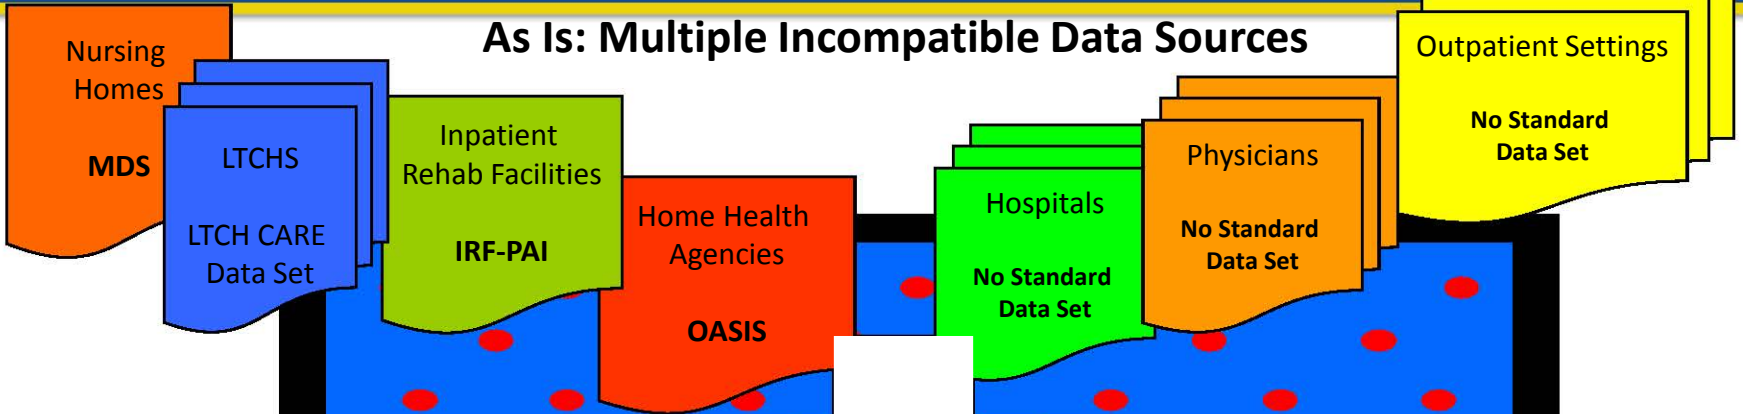 As Is: Multiple Incompatible Data Sources
Nursing
Homes
MDS
LTCHS
LTCH CARE
Data Set
Inpatient
Rehab Facilities
IRF-PAI
Home Health
Agencies
OASIS
Hospitals
No Standard
Data Set
Physicians
No Standard
Data Set
Outpatient Settings
No Standard
Data Set